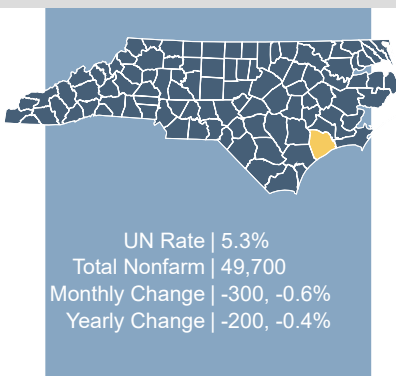 UN Rate | 5.3%
Total Nonfarm | 49,700
Monthly Change | -300, -0.6%
Yearly Change | -200, -0.4%